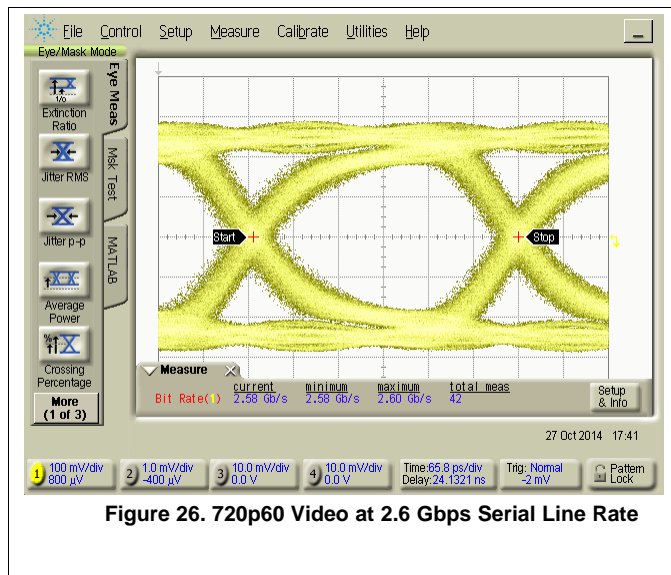 File Control Setup Measure Calibrate Utilities Help
Eye/Mask Mode
Eye Meas
Msk Test
MATLAB
1/0
Extinction
Ratio
Jitter RMS
Jitter p-p
Average
Power
%
Crossing
Percentage
More
(1 of 3)
Start
Stop
Measure
current minimum maximum total meas
Bit Rate(1) 2.58 Gb/s 2.58 Gb/s 2.60 Gb/s 42
Setup
& Info
27 Oct 2014 17:41
1 100 mV/div
800 µV
2 1.0 mV/div
-400 µV
3 10.0 mV/div
0.0 V
4 10.0 mV/div
0.0 V
Time:65.8 ps/div
Delay:24.1321 ns
Trig: Normal
-2 mV
Pattern
Lock
Figure 26. 720p60 Video at 2.6 Gbps Serial Line Rate